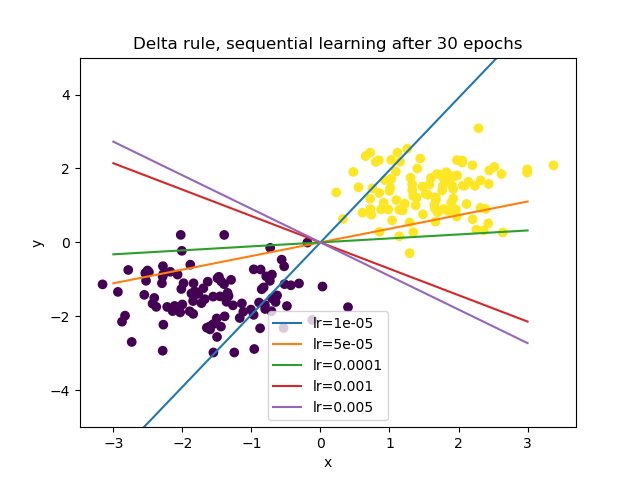 Delta rule, sequential learning after 30 epochs
y
4
2
0
−2
−4
lr=1e-05
lr=5e-05
lr=0.0001
lr=0.001
lr=0.005
−3 −2 −1 0 1 2 3
x